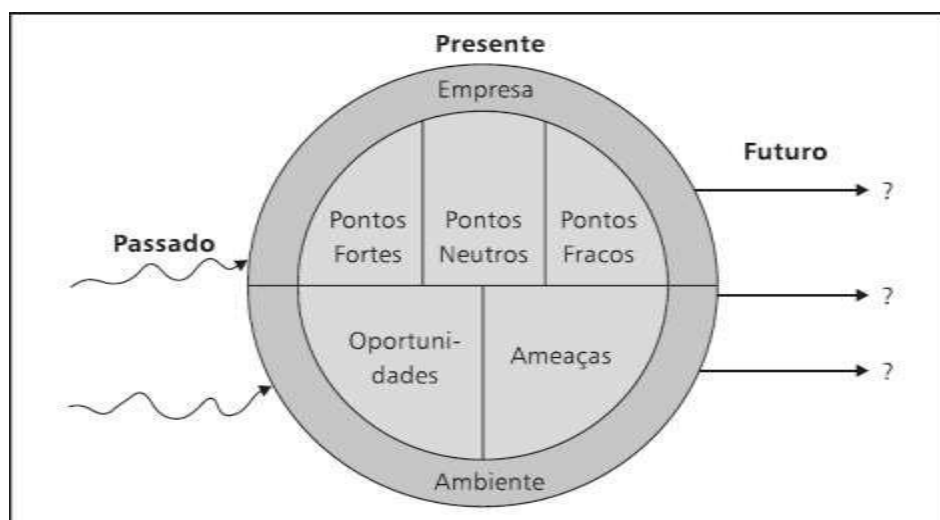 Presente
Empresa
Futuro
?
Pontos Fortes
Pontos Neutros
Pontos Fracos
Passado
?
Oportuni-
dades
Ameaças
?
Ambiente